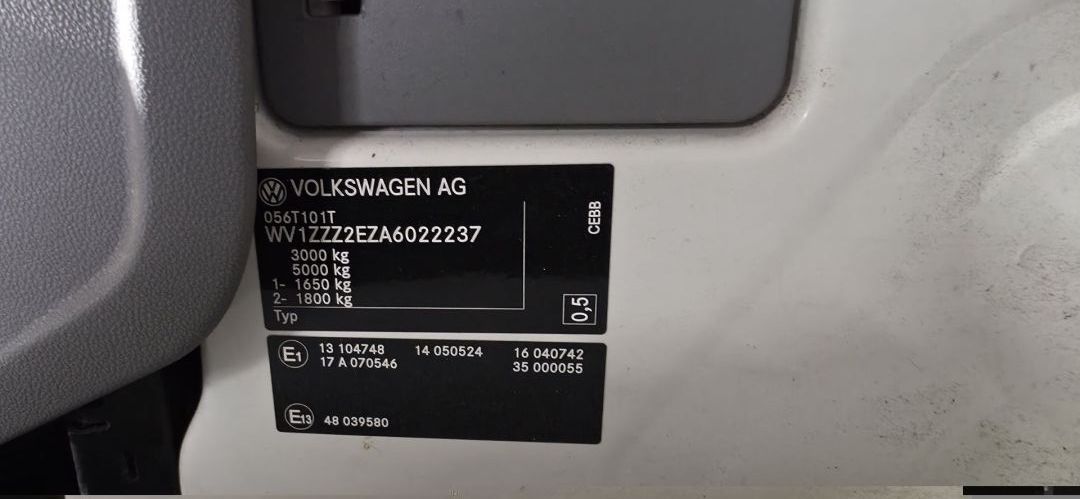 VOLKSWAGEN AG
056T101T
WV1ZZZ2EZA6022237
3000 kg
5000 kg
1- 1650 kg
2- 1800 kg
Typ
CEBB
0,5
E1 13 104748 14 050524 16 040742
17 A 070546 35 000055
E13 48 039580